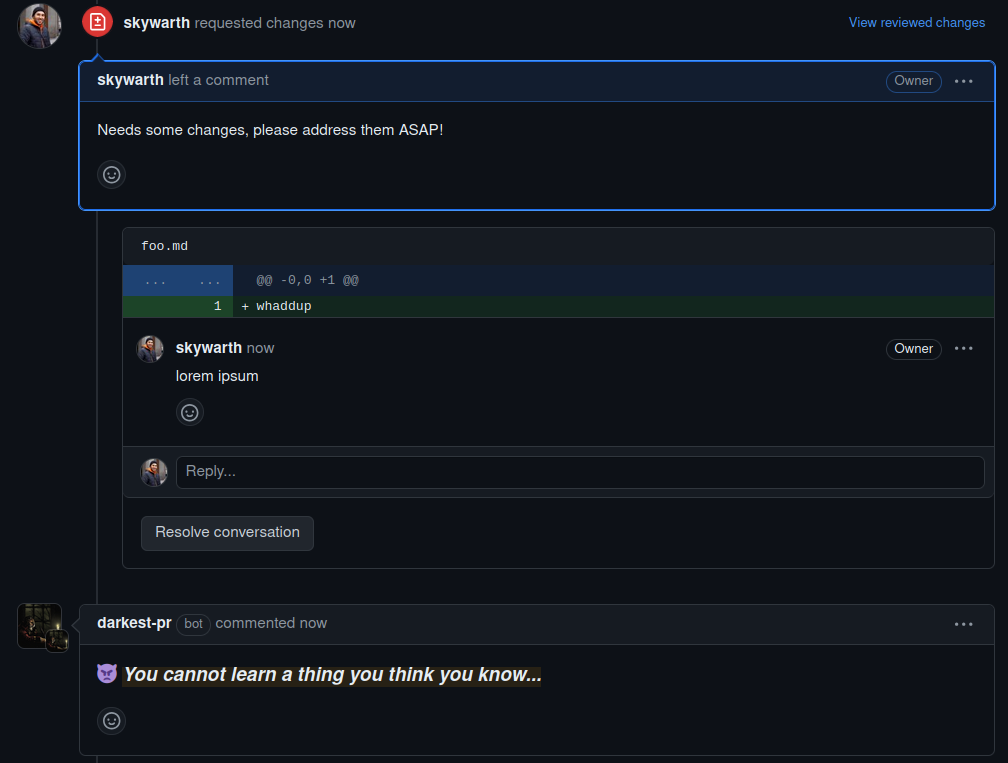 skywarth requested changes now View reviewed changes
skywarth left a comment Owner ...
Needs some changes, please address them ASAP!
foo.md
... ... @@ -0,0 +1 @@
1 + whaddup
skywarth now Owner ...
lorem ipsum
Reply...
Resolve conversation
darkest-pr bot commented now ...
You cannot learn a thing you think you know...